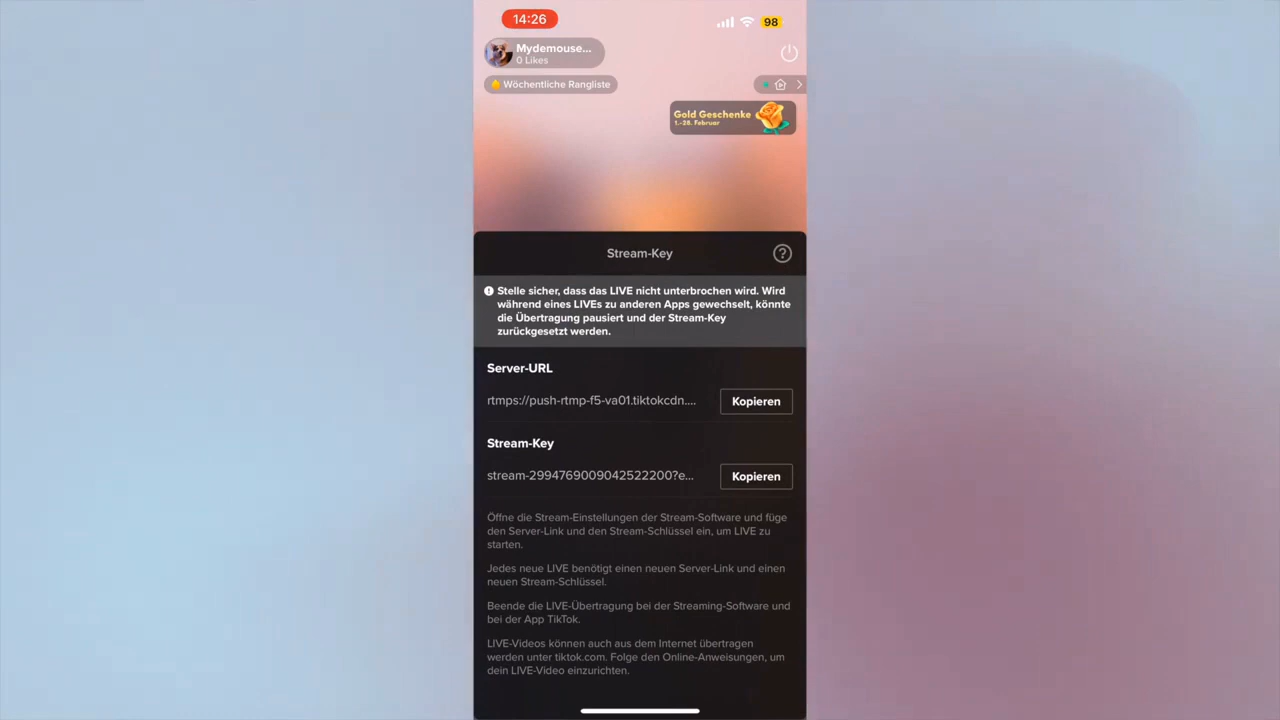 14:26
98
Mydemouse...
0 Likes
Wöchentliche Rangliste
Gold Geschenke
1.-28. Februar
Stream-Key
Stelle sicher, dass das LIVE nicht unterbrochen wird. Wird
während eines LIVEs zu anderen Apps gewechselt, könnte
die Übertragung pausiert und der Stream-Key
zurückgesetzt werden.
Server-URL
rtmps://push-rtmp-f5-va01.tiktokcdn....
Kopieren
Stream-Key
stream-2994769009042522200?e...
Kopieren
Öffne die Stream-Einstellungen der Stream-Software und füge
den Server-Link und den Stream-Schlüssel ein, um LIVE zu
starten.
Jedes neue LIVE benötigt einen neuen Server-Link und einen
neuen Stream-Schlüssel.
Beende die LIVE-Übertragung bei der Streaming-Software und
bei der App TikTok.
LIVE-Videos können auch aus dem Internet übertragen
werden unter tiktok.com. Folge den Online-Anweisungen, um
dein LIVE-Video einzurichten.